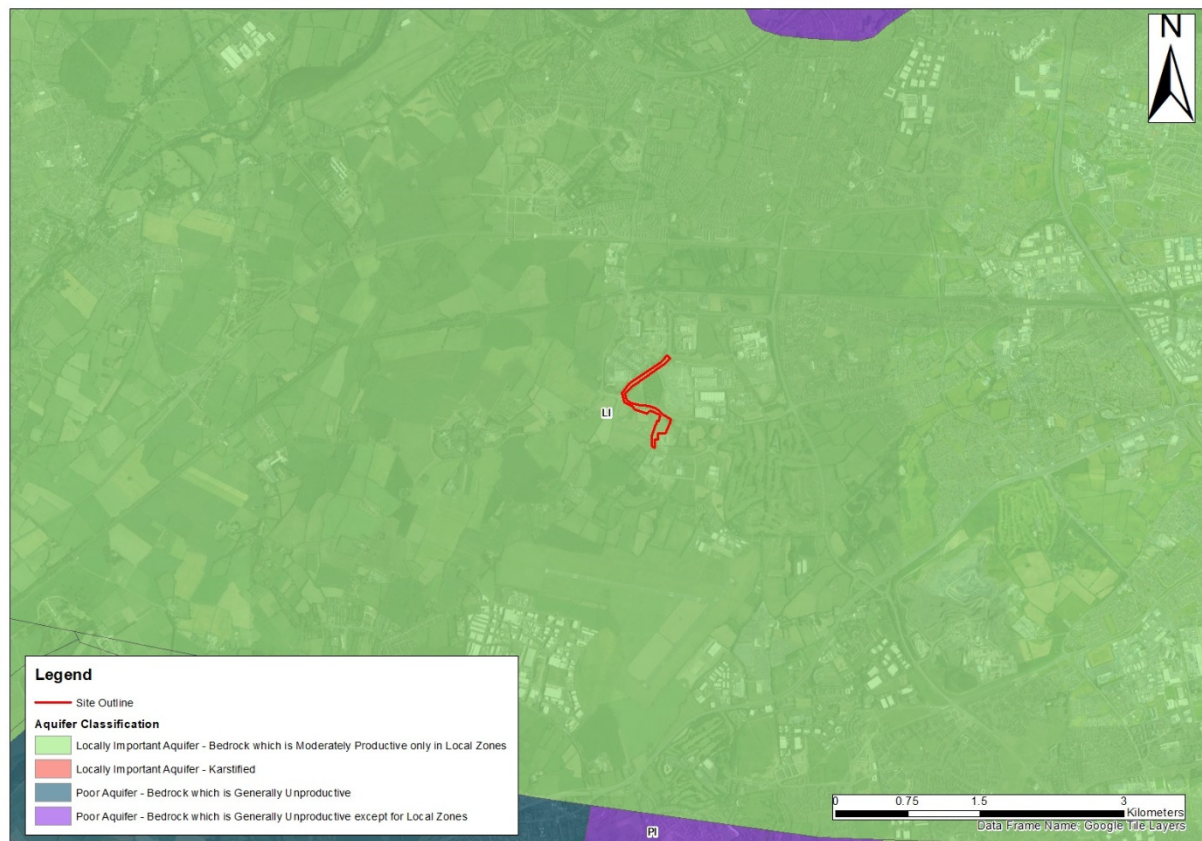 N
Ll
Legend
Site Outline
Aquifer Classification
Locally Important Aquifer - Bedrock which is Moderately Productive only in Local Zones
Locally Important Aquifer - Karstified
Poor Aquifer - Bedrock which is Generally Unproductive
Poor Aquifer - Bedrock which is Generally Unproductive except for Local Zones
Pl
0 0.75 1.5 3
Kilometers
Data Frame Name: Google Tile Layers